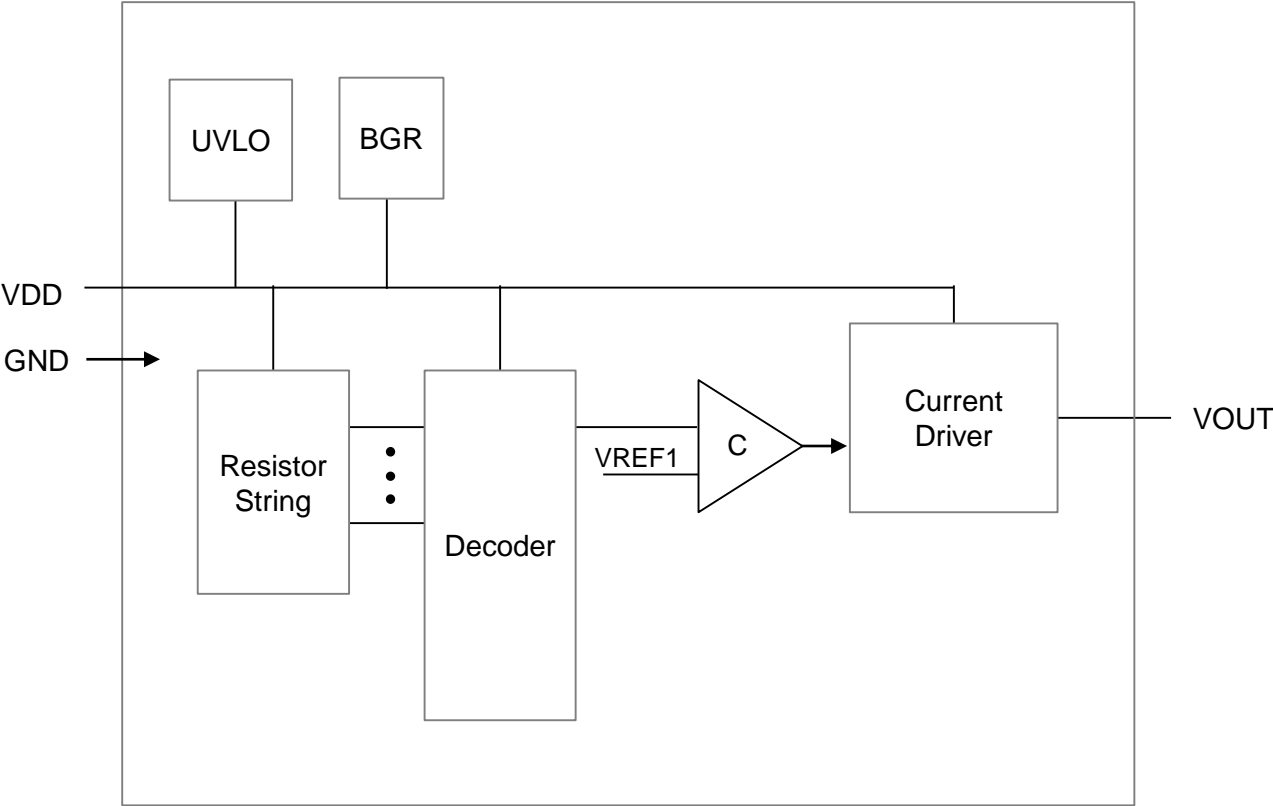 UVLO
BGR
VDD
GND
Current
Driver
VOUT
Resistor
String
Decoder
VREF1
C